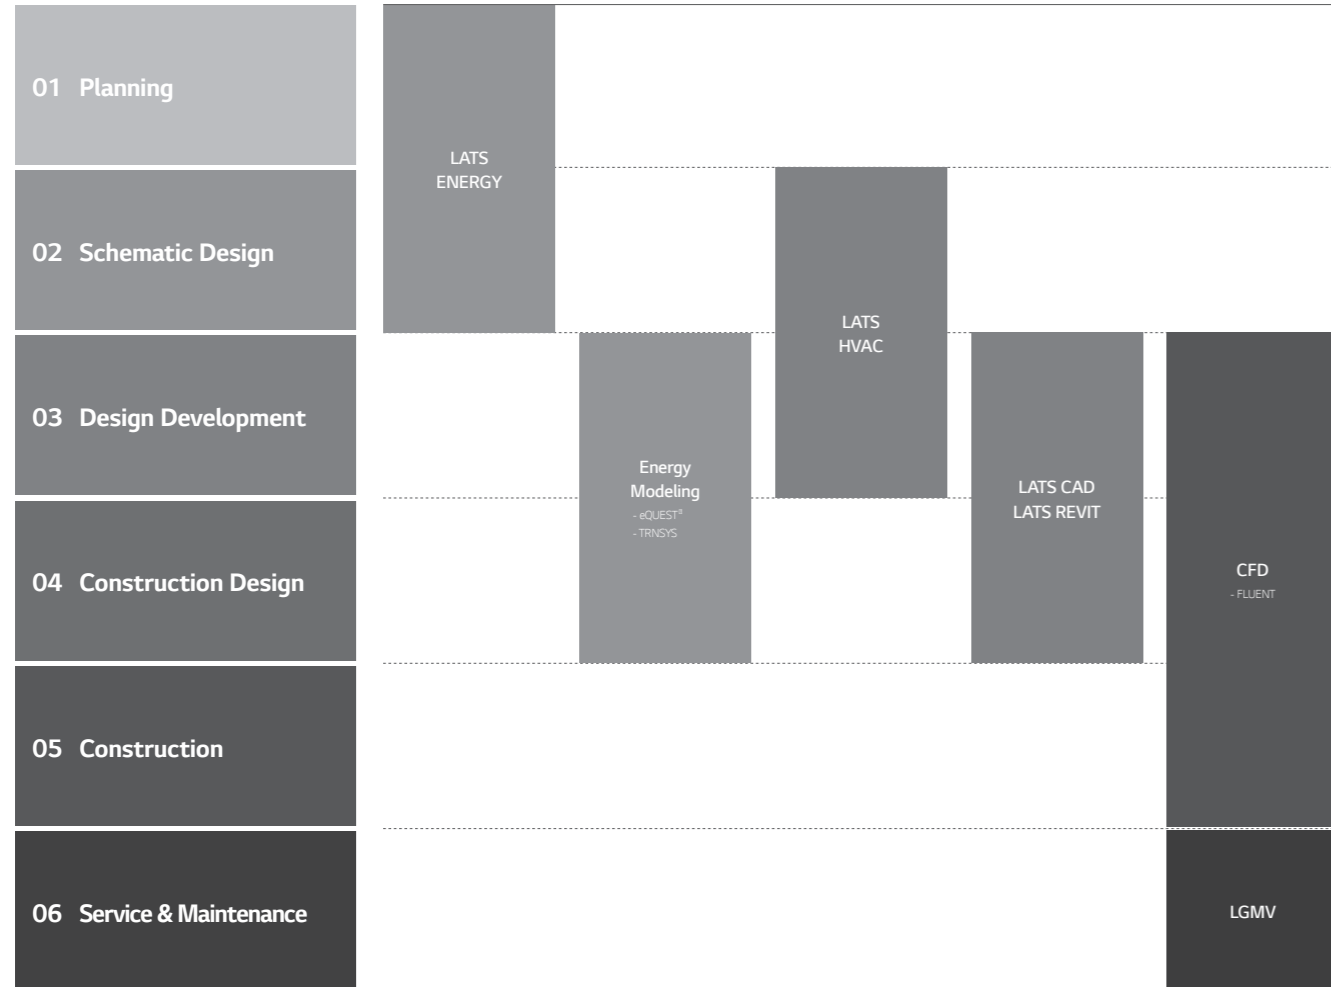 01 Planning
02 Schematic Design
03 Design Development
04 Construction Design
05 Construction
06 Service & Maintenance
LATS
ENERGY
Energy
Modeling
- eQUEST®
- TRNSYS
LATS
HVAC
LATS CAD
LATS REVIT
CFD
- FLUENT
LGMV